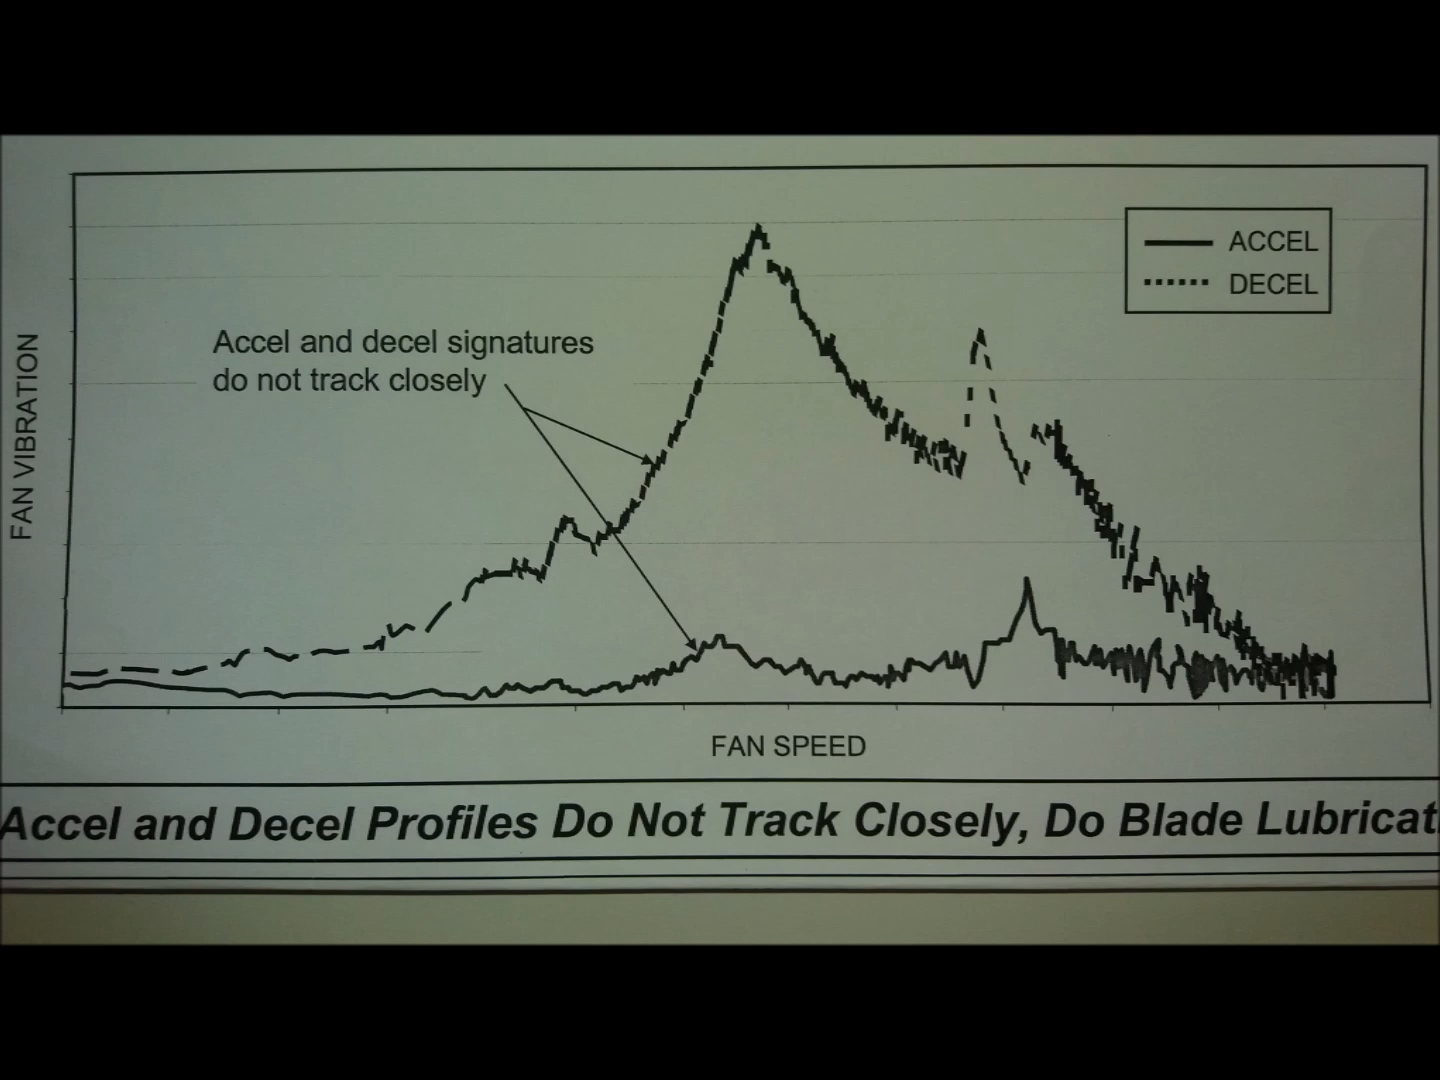 ACCEL
DECEL
Accel and decel signatures
do not track closely
FAN VIBRATION
FAN SPEED
Accel and Decel Profiles Do Not Track Closely, Do Blade Lubricat